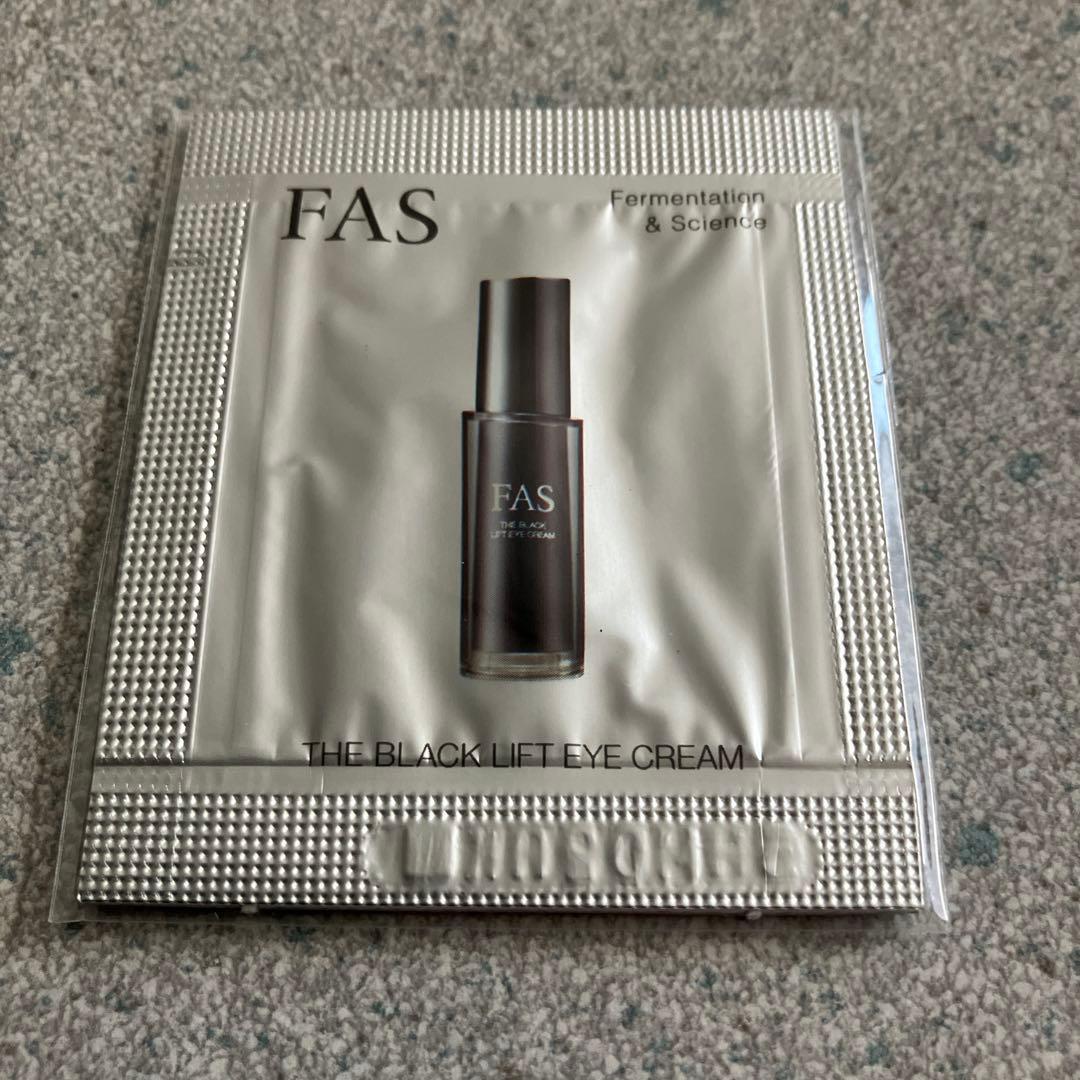 FAS
Fermentation
& Science
FAS
THE BLACK
LIFT EYE CREAM
THE BLACK LIFT EYE CREAM